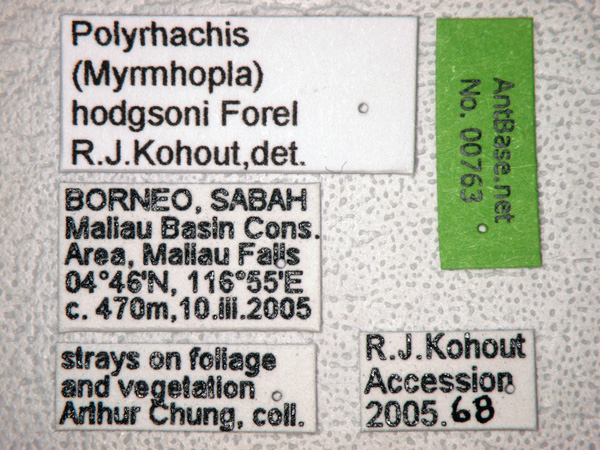 Polyrhachis
(Myrmhopla)
hodgsoni Forel
R.J.Kohout,det.
AntBase.net
No. 00763
BORNEO, SABAH
Maliau Basin Cons.
Area, Maliau Falls
04°46'N, 116°55'E
c. 470m,10.iii.2005
strays on foliage
and vegetation
Arthur Chung, coll.
R.J.Kohout
Accession
2005.68